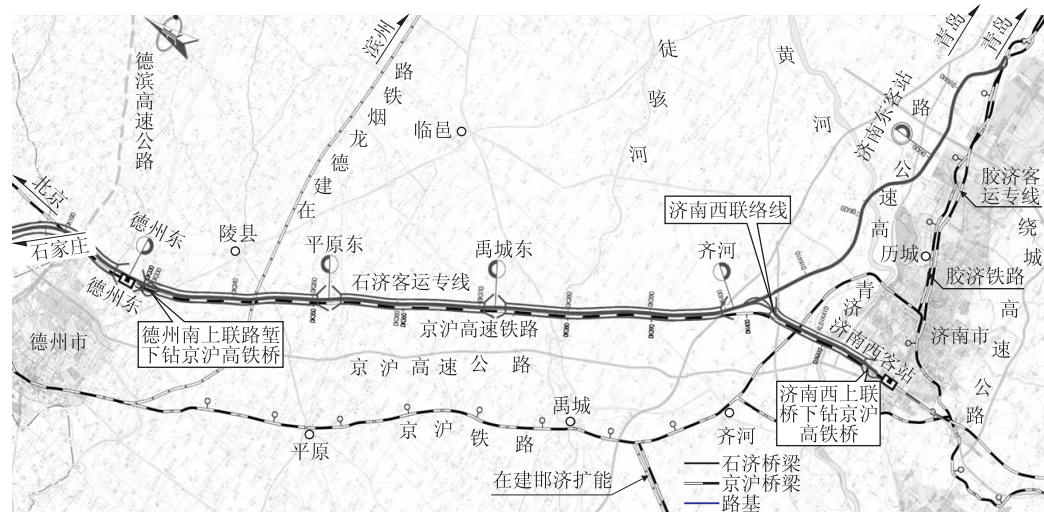 青岛
青岛
滨州
徒骇河
黄河
德滨高速公路
在建德龙烟铁路
临邑
济南东客站
胶济客
运专线
北京
石家庄
德州东
德州东
陵县
平原东
禹城东
济南西联络线
齐河
石济客运专线
历城
胶济铁路
绕城高速公路
德州市
德州南上联路堑
下钻京沪高铁桥
京沪高速铁路
济南西客站
济南市
京沪高速公路
济南西上联
桥下钻京沪
高铁桥
济青高速公路
平原
京沪铁路
禹城
齐河
在建邯济扩能
石济桥梁
京沪桥梁
路基